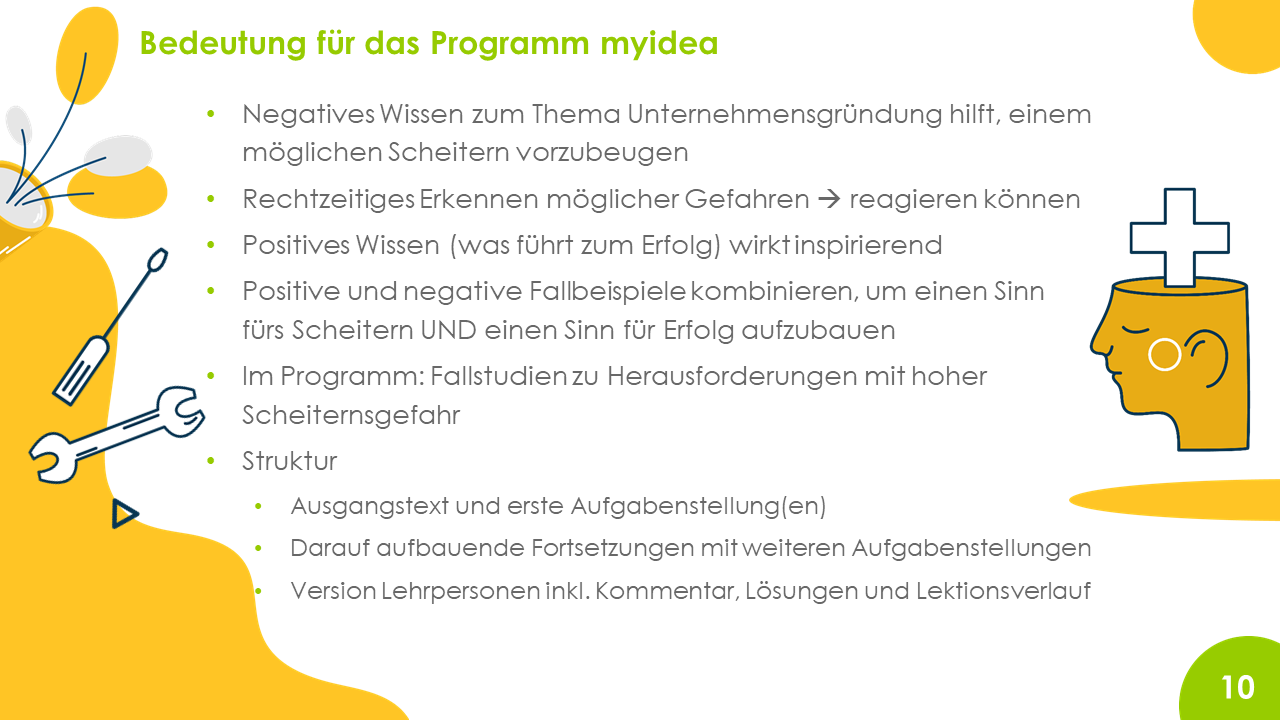 Bedeutung für das Programm myidea
• Negatives Wissen zum Thema Unternehmensgründung hilft, einem
möglichen Scheitern vorzubeugen
• Rechtzeitiges Erkennen möglicher Gefahren → reagieren können
• Positives Wissen (was führt zum Erfolg) wirkt inspirierend
• Positive und negative Fallbeispiele kombinieren, um einen Sinn
fürs Scheitern UND einen Sinn für Erfolg aufzubauen
• Im Programm: Fallstudien zu Herausforderungen mit hoher
Scheiternsgefahr
• Struktur
• Ausgangstext und erste Aufgabenstellung(en)
• Darauf aufbauende Fortsetzungen mit weiteren Aufgabenstellungen
• Version Lehrpersonen inkl. Kommentar, Lösungen und Lektionsverlauf
10